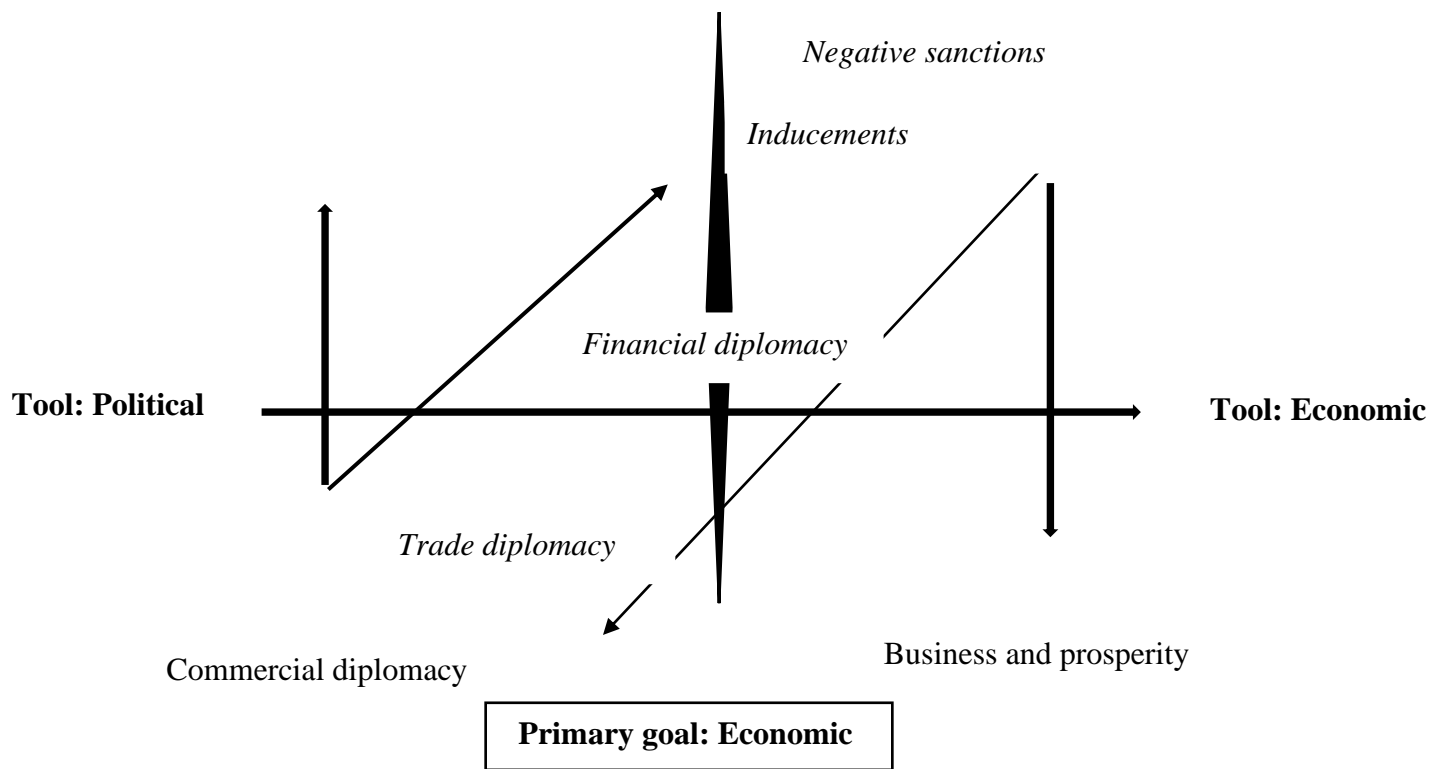 Negative sanctions
Inducements
Financial diplomacy
Tool: Political
Tool: Economic
Trade diplomacy
Business and prosperity
Commercial diplomacy
Primary goal: Economic